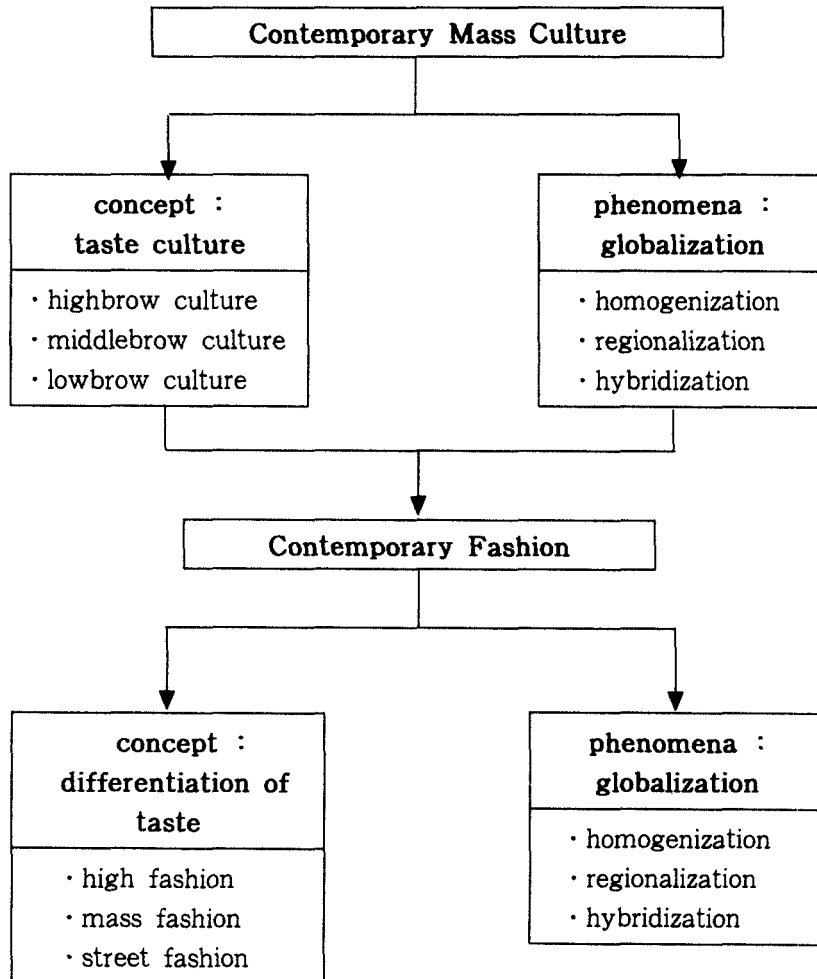 Contemporary Mass Culture
concept :
taste culture
· highbrow culture
· middlebrow culture
· lowbrow culture
phenomena :
globalization
· homogenization
· regionalization
· hybridization
Contemporary Fashion
concept :
differentiation of
taste
· high fashion
· mass fashion
· street fashion
phenomena :
globalization
· homogenization
· regionalization
· hybridization